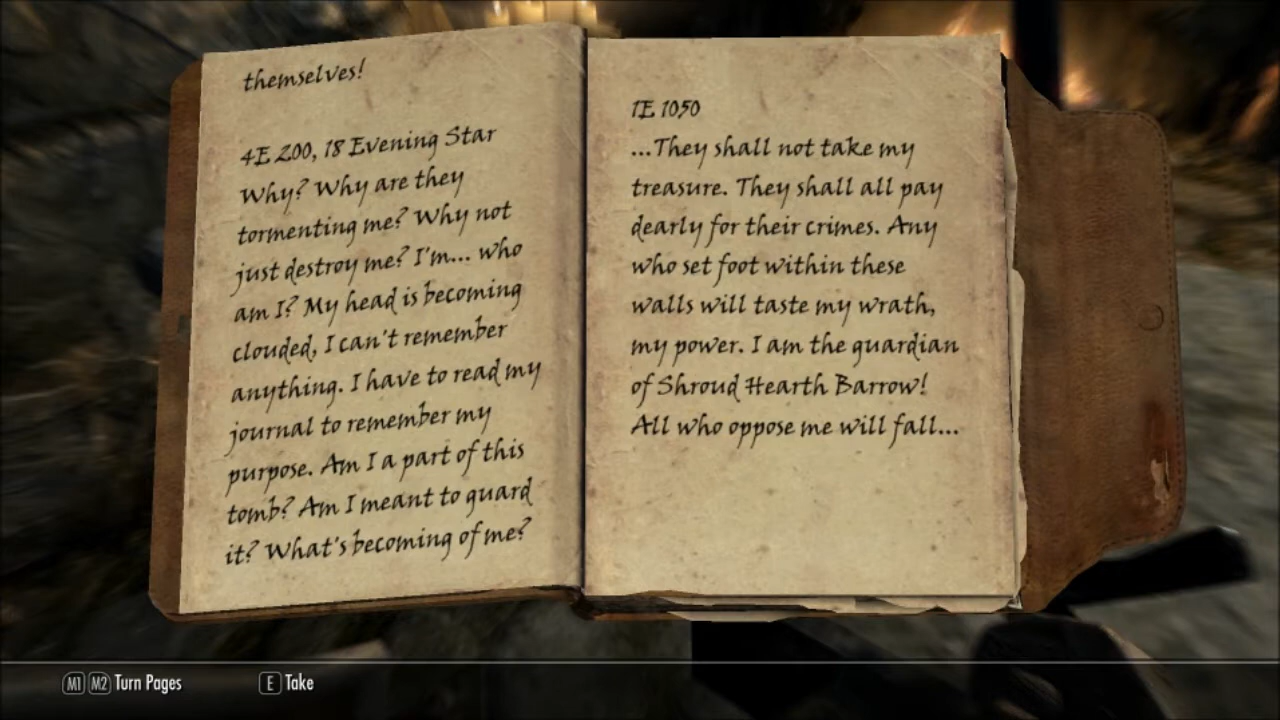 themselves!
4E 200, 18 Evening Star
Why? Why are they
tormenting me? Why not
just destroy me? I'm... who
am I? My head is becoming
clouded, I can't remember
anything. I have to read my
journal to remember my
purpose. Am I a part of this
tomb? Am I meant to guard
it? What's becoming of me?
1E 1050
...They shall not take my
treasure. They shall all pay
dearly for their crimes. Any
who set foot within these
walls will taste my wrath,
my power. I am the guardian
of Shroud Hearth Barrow!
All who oppose me will fall...
M1 M2 Turn Pages
E Take